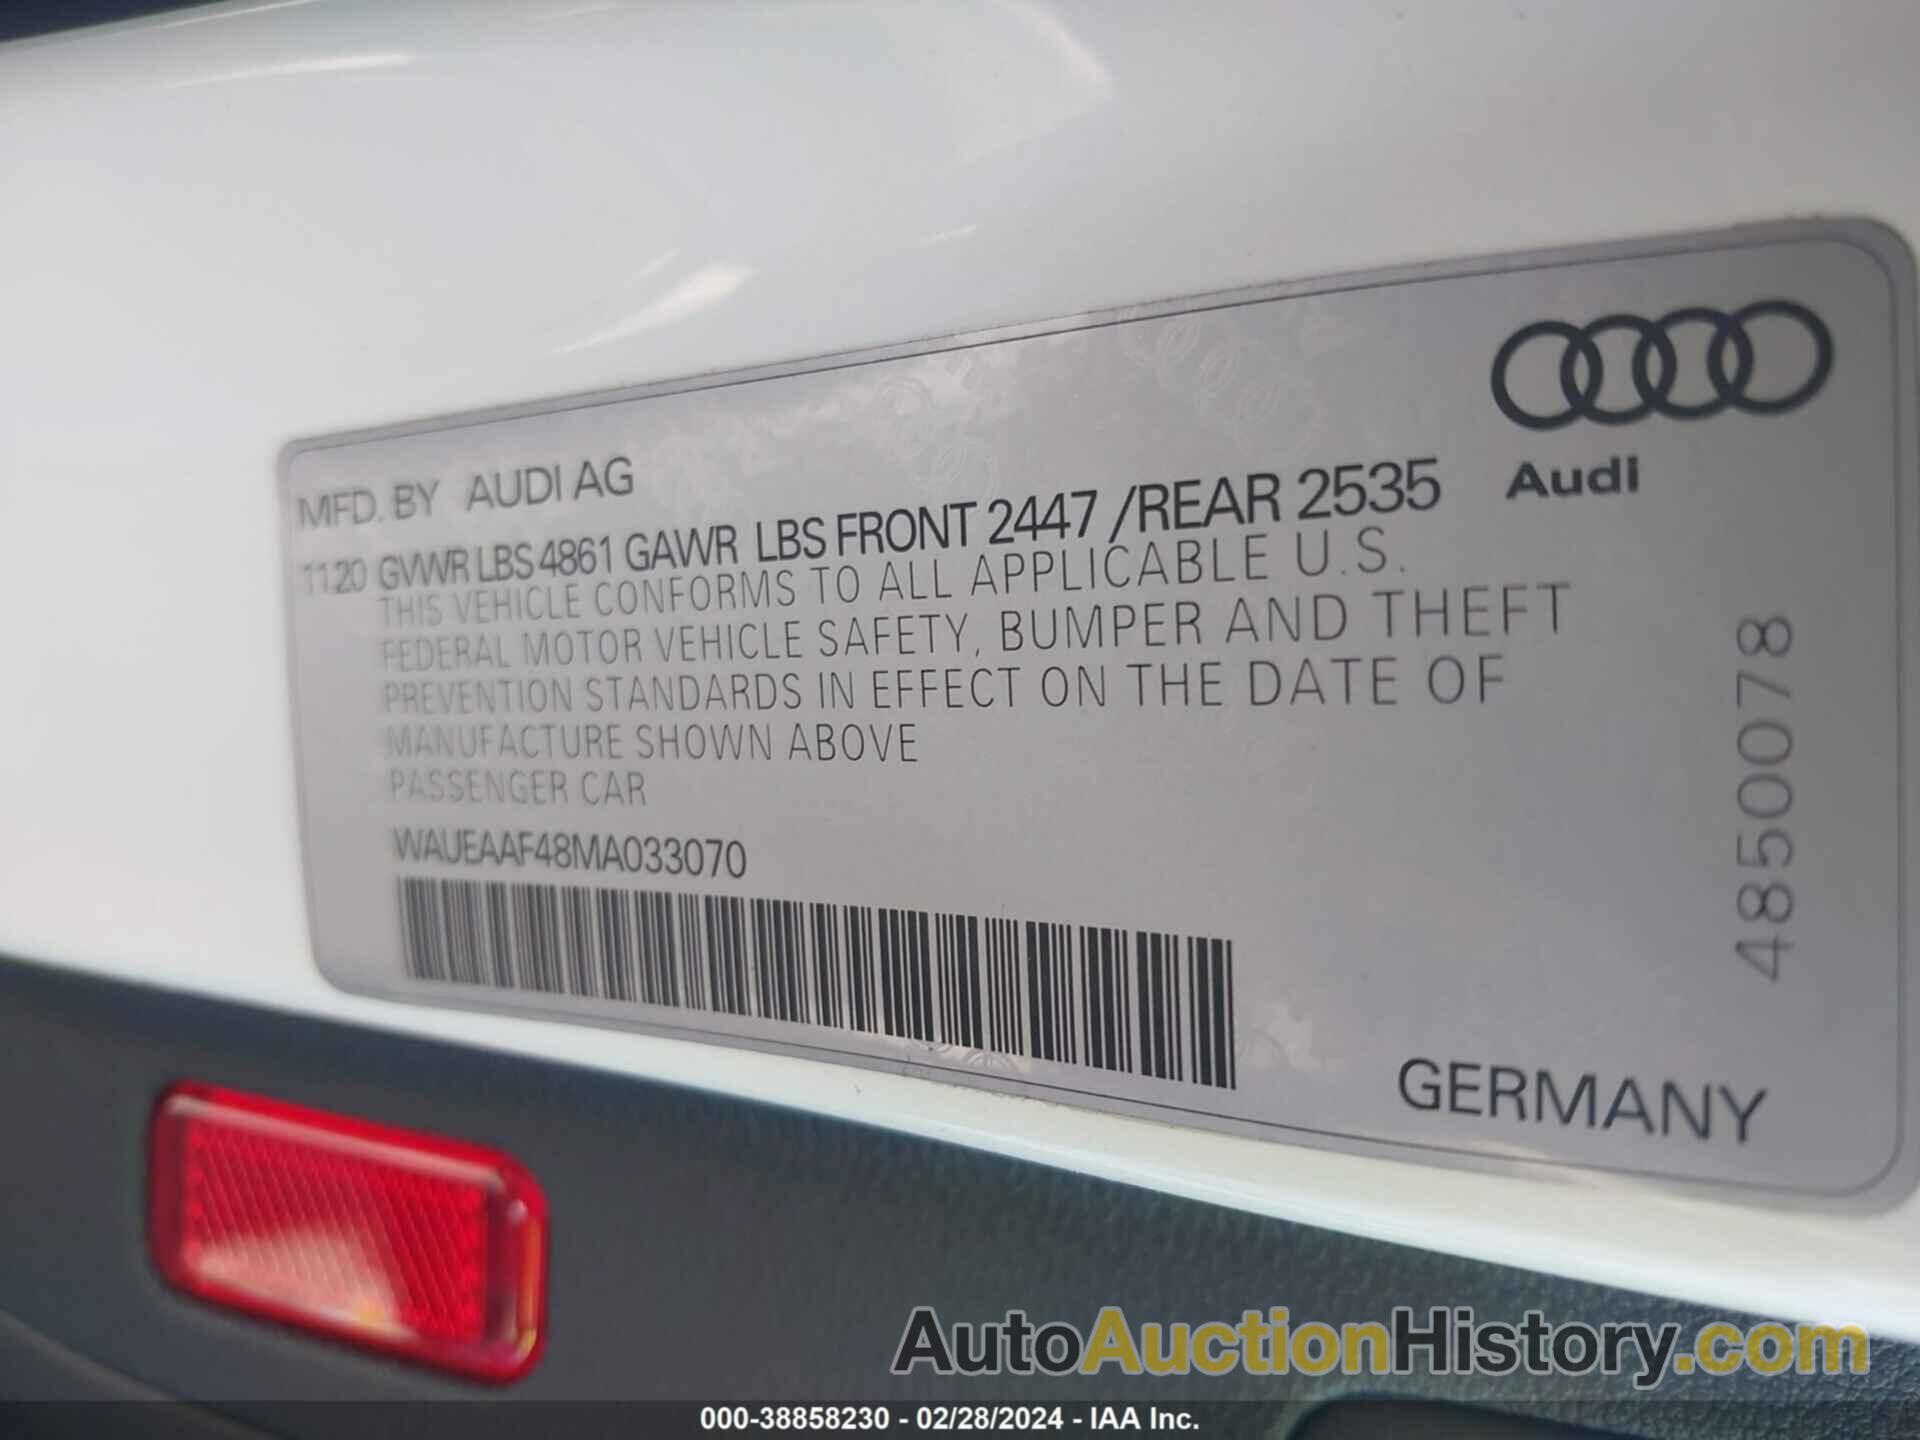 MFD. BY AUDI AG
1120 GVWR LBS 4861 GAWR LBS FRONT 2447 /REAR 2535
THIS VEHICLE CONFORMS TO ALL APPLICABLE U.S.
FEDERAL MOTOR VEHICLE SAFETY, BUMPER AND THEFT
PREVENTION STANDARDS IN EFFECT ON THE DATE OF
MANUFACTURE SHOWN ABOVE
PASSENGER CAR
WAUEAAF48MA033070
Audi
4850078
GERMANY
AutoAuctionHistory.com
000-38858230 - 02/28/2024 - IAA Inc.